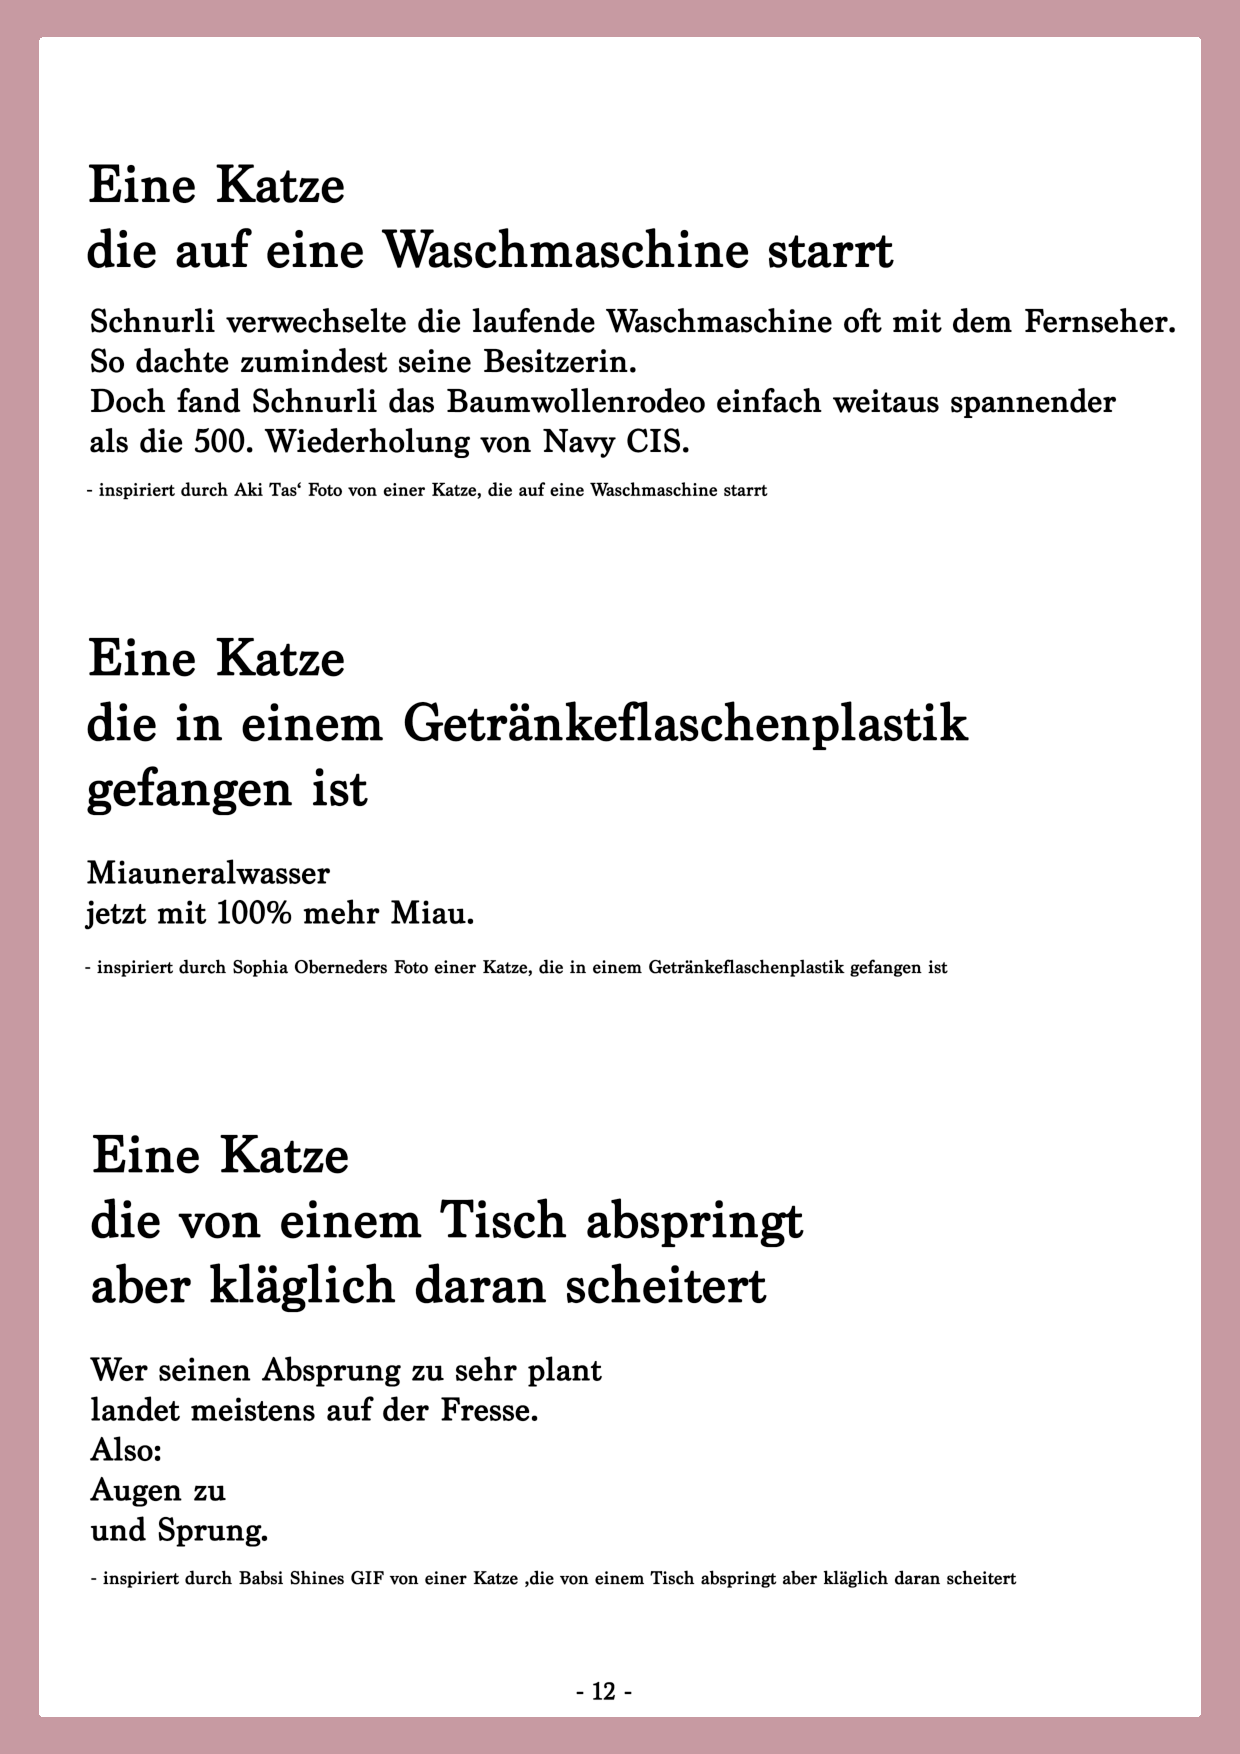 Eine Katze
die auf eine Waschmaschine starrt
Schnurli verwechselte die laufende Waschmaschine oft mit dem Fernseher.
So dachte zumindest seine Besitzerin.
Doch fand Schnurli das Baumwollenrodeo einfach weitaus spannender
als die 500. Wiederholung von Navy CIS.
- inspiriert durch Aki Tas‘ Foto von einer Katze, die auf eine Waschmaschine starrt
Eine Katze
die in einem Getränkeflaschenplastik
gefangen ist
Miauneralwasser
jetzt mit 100% mehr Miau.
- inspiriert durch Sophia Oberneders Foto einer Katze, die in einem Getränkeflaschenplastik gefangen ist
Eine Katze
die von einem Tisch abspringt
aber kläglich daran scheitert
Wer seinen Absprung zu sehr plant
landet meistens auf der Fresse.
Also:
Augen zu
und Sprung.
- inspiriert durch Babsi Shines GIF von einer Katze ,die von einem Tisch abspringt aber kläglich daran scheitert
- 12 -